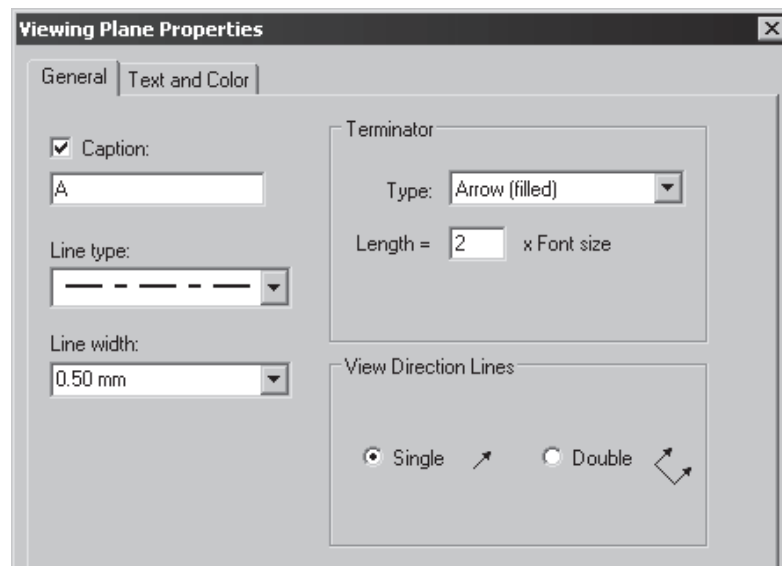 Viewing Plane Properties
General
Text and Color
Caption:
A
Line type:
Line width:
0.50 mm
Terminator
Type:
Arrow (filled)
Length =
2
x Font size
View Direction Lines
Single
Double